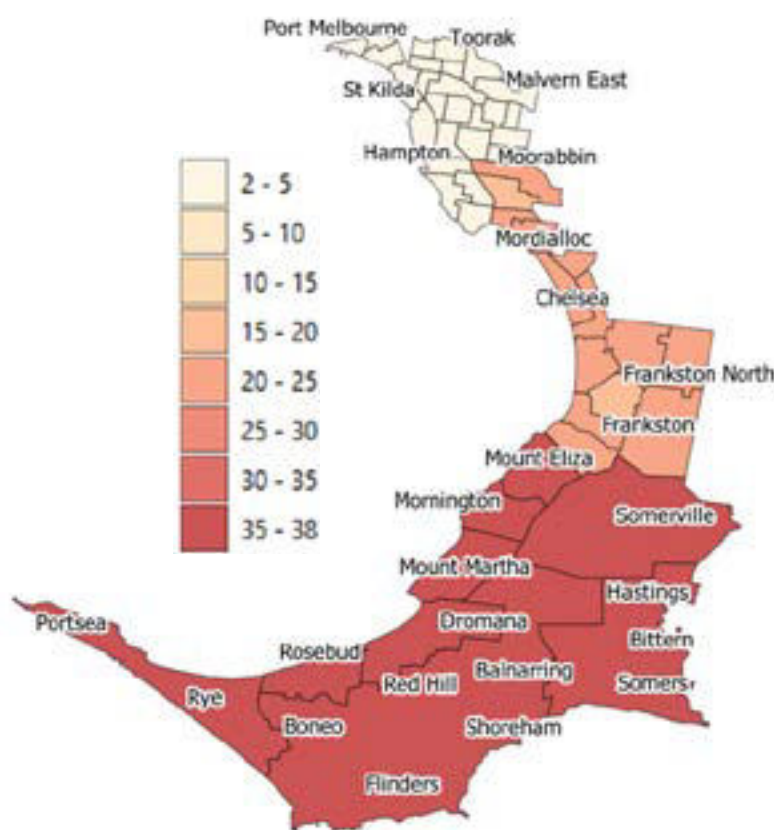 Port Melbourne
Toorak
St Kilda
Malvern East
Hampton
Moorabbin
2 - 5
5 - 10
10 - 15
15 - 20
20 - 25
25 - 30
30 - 35
35 - 38
Mordialloc
Chelsea
Frankston North
Frankston
Mount Eliza
Mornington
Somerville
Mount Martha
Hastings
Portsea
Dromana
Bittern
Rosebud
Balnarring
Rye
Red Hill
Somers
Boneo
Shoreham
Flinders